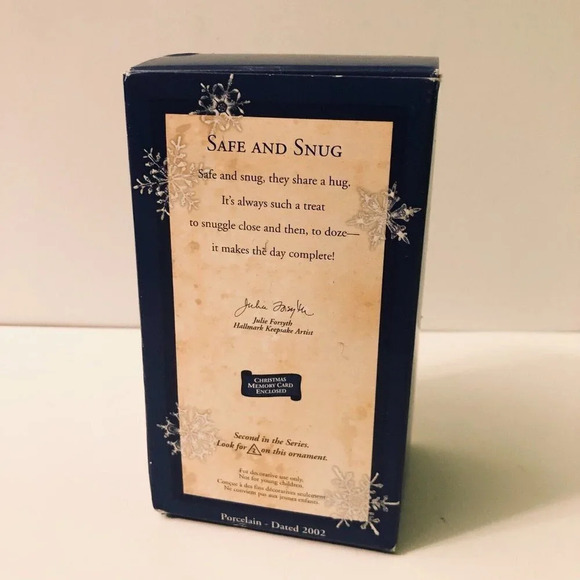 SAFE AND SNUG
Safe and snug, they share a hug.
It's always such a treat
to snuggle close and then, to doze—
it makes the day complete!
Julie Forsyth
Julie Forsyth
Hallmark Keepsake Artist
CHRISTMAS
MEMORY CARD
ENCLOSED
Second in the Series.
Look for 2 on this ornament.
For decorative use only.
Not for young children.
Conçue à des fins décoratives seulement
Ne convient pas aux jeunes enfants.
Porcelain - Dated 2002